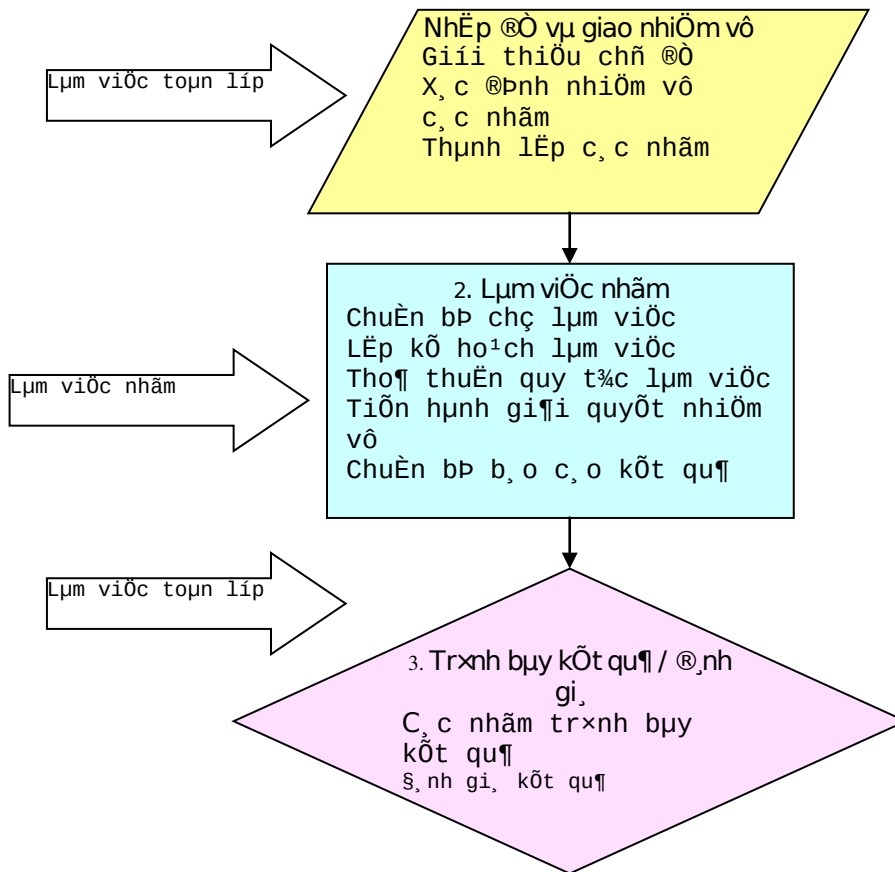 NhËp ®Ò vµ giao nhiÖm vô
Giíi thiÖu chñ ®Ò
X¸c ®Þnh nhiÖm vô
c¸c nhãm
Thµnh lËp c¸c nhãm
Lµm viÖc toµn líp
2. Lµm viÖc nhãm
ChuÈn bÞ chç lµm viÖc
LËp kÕ ho¹ch lµm viÖc
Tho¶ thuËn quy t¾c lµm viÖc
TiÕn hµnh gi¶i quyÕt nhiÖm
vô
ChuÈn bÞ b¸o c¸o kÕt qu¶
Lµm viÖc nhãm
Lµm viÖc toµn líp
3. Tr×nh bµy kÕt qu¶ / ®¸nh
gi¸
C¸c nhãm tr×nh bµy
kÕt qu¶
§¸nh gi¸ kÕt qu¶